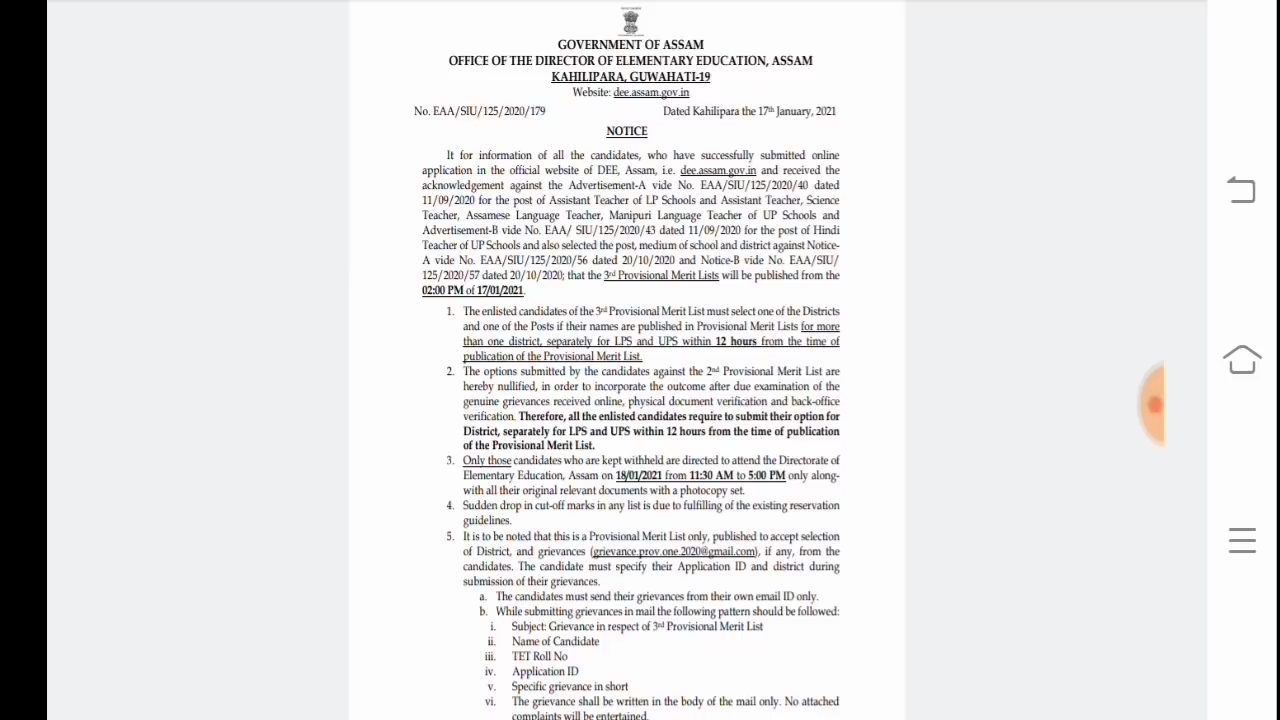 GOVERNMENT OF ASSAM
OFFICE OF THE DIRECTOR OF ELEMENTARY EDUCATION, ASSAM
KAHILIPARA, GUWAHATI-19
Website: dee.assam.gov.in
No. EAA/SIU/125/2020/179 Dated Kahilipara the 17th January, 2021
NOTICE
It for information of all the candidates, who have successfully submitted online
application in the official website of DEE, Assam, i.e. dee.assam.gov.in and received the
acknowledgement against the Advertisement-A vide No. EAA/SIU/125/2020/40 dated
11/09/2020 for the post of Assistant Teacher of LP Schools and Assistant Teacher, Science
Teacher, Assamese Language Teacher, Manipuri Language Teacher of UP Schools and
Advertisement-B vide No. EAA/ SIU/125/2020/43 dated 11/09/2020 for the post of Hindi
Teacher of UP Schools and also selected the post, medium of school and district against Notice-
A vide No. EAA/SIU/125/2020/56 dated 20/10/2020 and Notice-B vide No. EAA/SIU/
125/2020/57 dated 20/10/2020; that the 3rd Provisional Merit Lists will be published from the
02:00 PM of 17/01/2021.
1. The enlisted candidates of the 3rd Provisional Merit List must select one of the Districts
and one of the Posts if their names are published in Provisional Merit Lists for more
than one district, separately for LPS and UPS within 12 hours from the time of
publication of the Provisional Merit List.
2. The options submitted by the candidates against the 2nd Provisional Merit List are
hereby nullified, in order to incorporate the outcome after due examination of the
genuine grievances received online, physical document verification and back-office
verification. Therefore, all the enlisted candidates require to submit their option for
District, separately for LPS and UPS within 12 hours from the time of publication
of the Provisional Merit List.
3. Only those candidates who are kept withheld are directed to attend the Directorate of
Elementary Education, Assam on 18/01/2021 from 11:30 AM to 5:00 PM only along-
with all their original relevant documents with a photocopy set.
4. Sudden drop in cut-off marks in any list is due to fulfilling of the existing reservation
guidelines.
5. It is to be noted that this is a Provisional Merit List only, published to accept selection
of District, and grievances (grievance.prov.one.2020@gmail.com), if any, from the
candidates. The candidate must specify their Application ID and district during
submission of their grievances.
a. The candidates must send their grievances from their own email ID only.
b. While submitting grievances in mail the following pattern should be followed:
i. Subject: Grievance in respect of 3rd Provisional Merit List
ii. Name of Candidate
iii. TET Roll No
iv. Application ID
v. Specific grievance in short
vi. The grievance shall be written in the body of the mail only. No attached
complaints will be entertained.